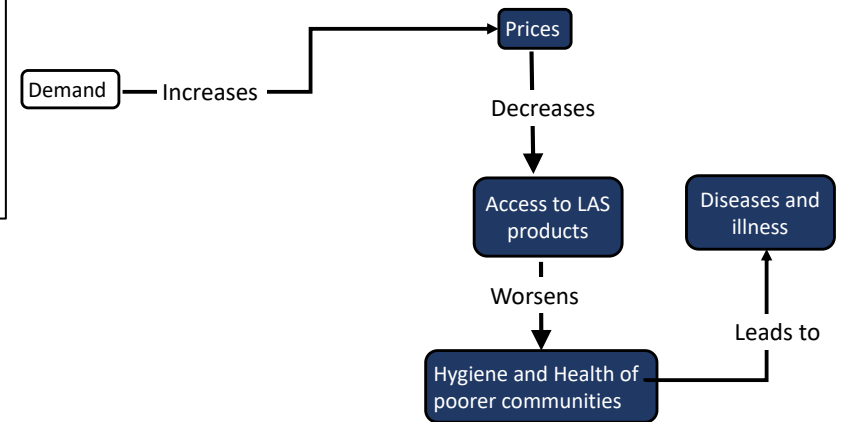 Prices
Demand
Increases
Decreases
Access to LAS
products
Diseases and
illness
Worsens
Leads to
Hygiene and Health of
poorer communities